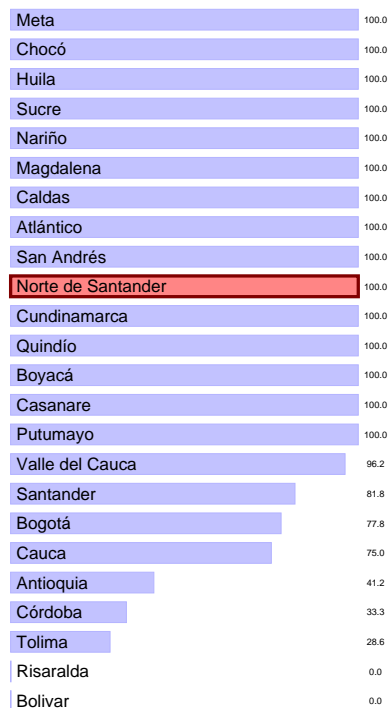 Meta 100.0
Chocó 100.0
Huila 100.0
Sucre 100.0
Nariño 100.0
Magdalena 100.0
Caldas 100.0
Atlántico 100.0
San Andrés 100.0
Norte de Santander 100.0
Cundinamarca 100.0
Quindío 100.0
Boyacá 100.0
Casanare 100.0
Putumayo 100.0
Valle del Cauca 96.2
Santander 81.8
Bogotá 77.8
Cauca 75.0
Antioquia 41.2
Córdoba 33.3
Tolima 28.6
Risaralda 0.0
Bolivar 0.0